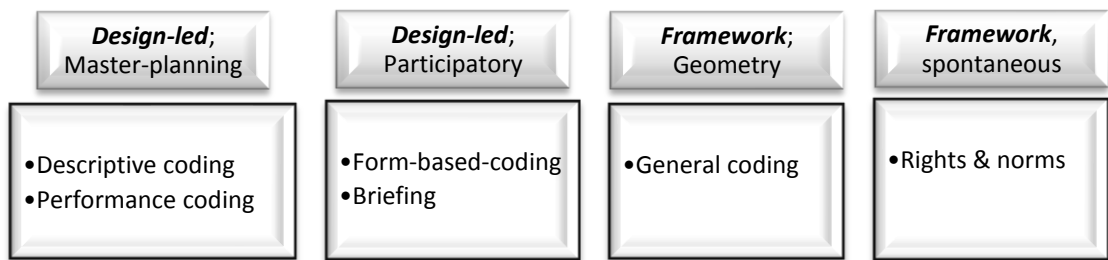 Design-led;
Master-planning
•Descriptive coding
•Performance coding
Design-led;
Participatory
•Form-based-coding
•Briefing
Framework;
Geometry
•General coding
Framework,
spontaneous
•Rights & norms